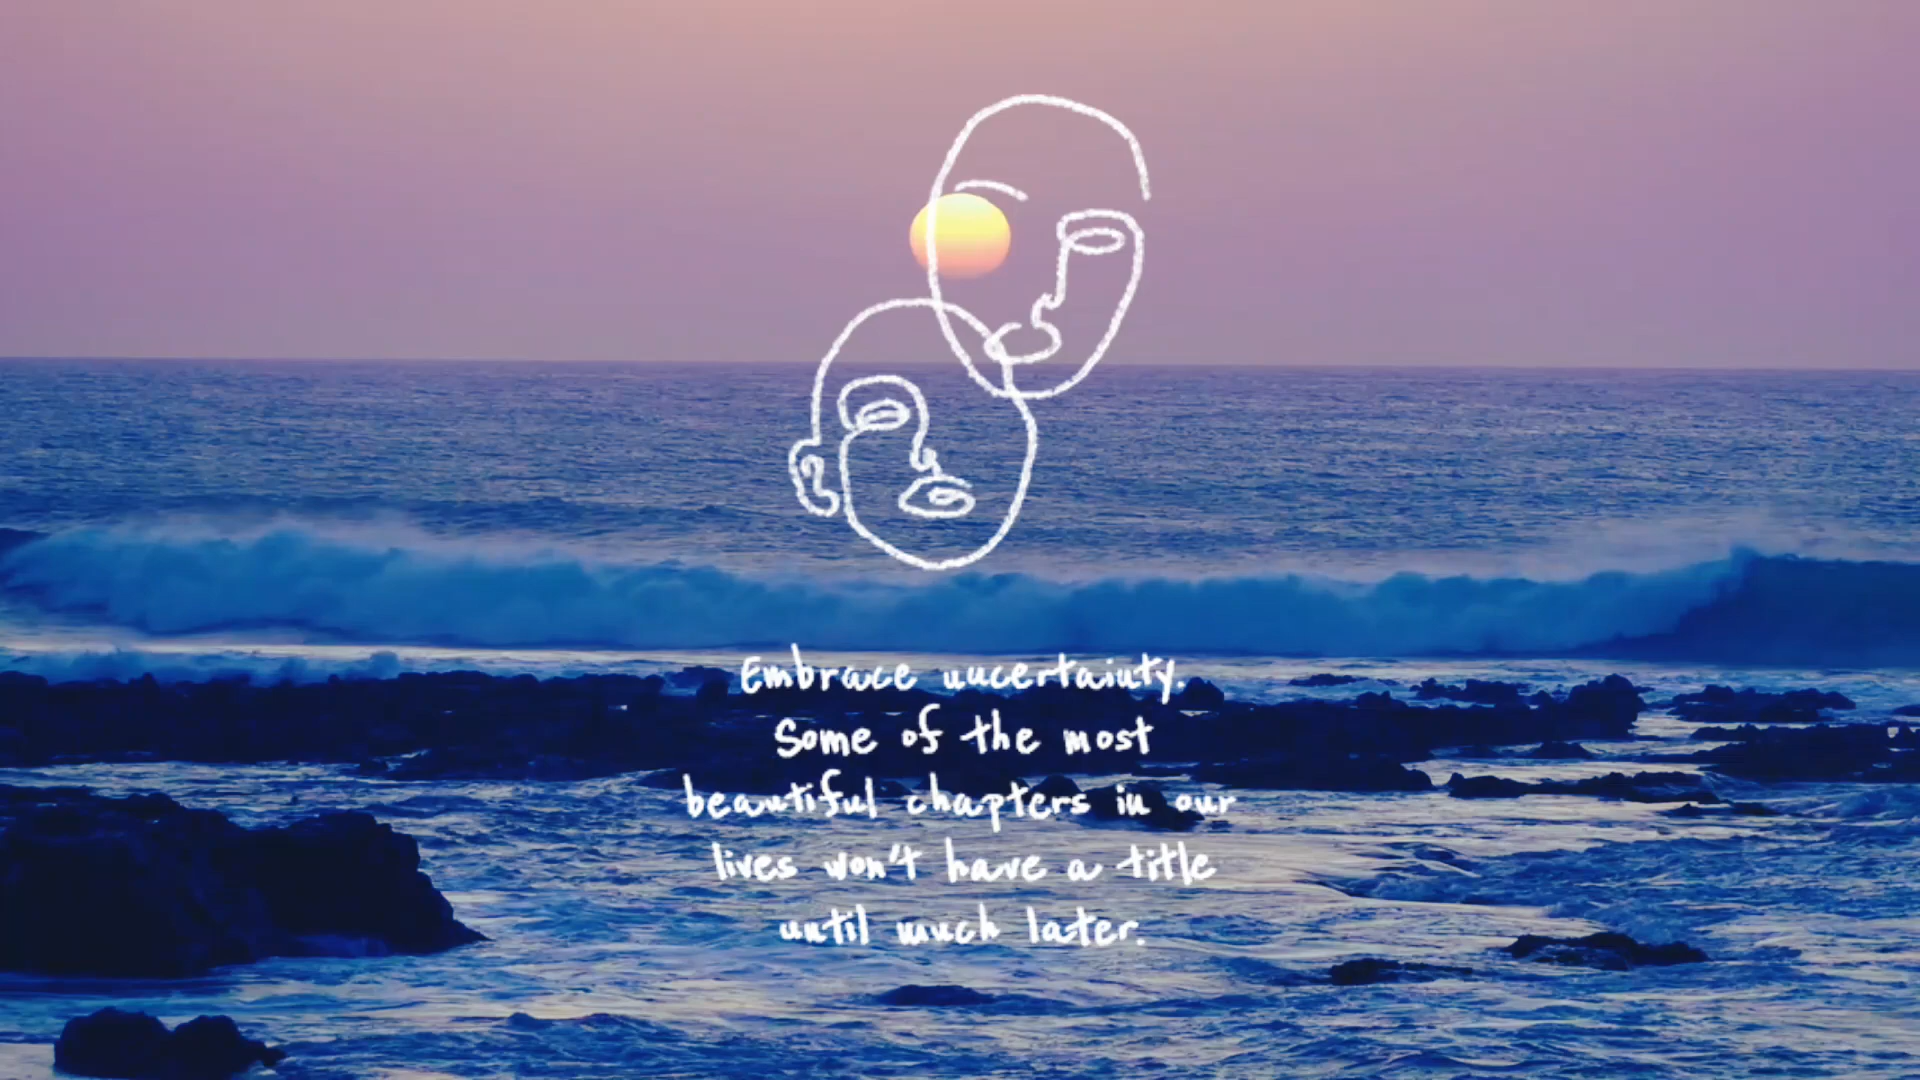 Embrace uncertainty.
Some of the most
beautiful chapters in our
lives won't have a title
until much later.